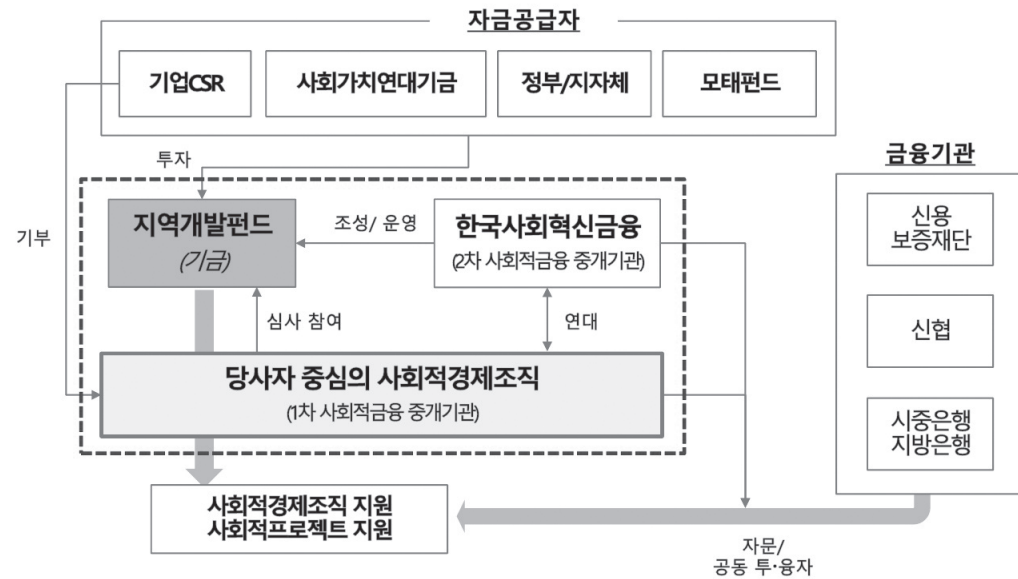 자금공급자
기업CSR
사회가치연대기금
정부/지자체
모태펀드
투자
기부
지역개발펀드
(기금)
조성/ 운영
한국사회혁신금융
(2차 사회적금융 중개기관)
심사 참여
연대
당사자 중심의 사회적경제조직
(1차 사회적금융 중개기관)
사회적경제조직 지원
사회적프로젝트 지원
금융기관
신용
보증재단
신협
시중은행
지방은행
자문/
공동 투·융자